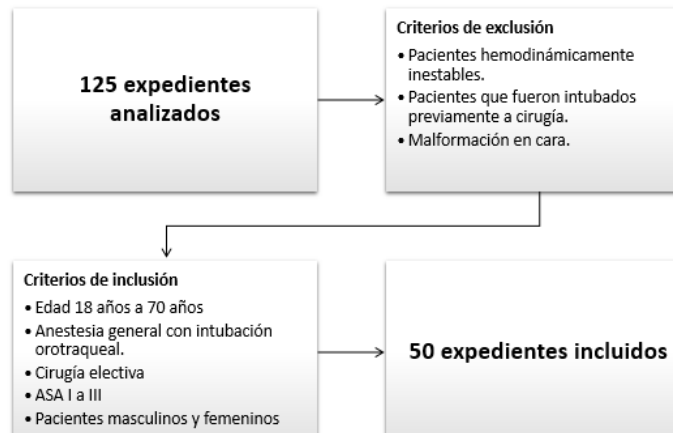 125 expedientes
analizados
Criterios de exclusión
• Pacientes hemodinámicamente
inestables.
• Pacientes que fueron intubados
previamente a cirugía.
• Malformación en cara.
Criterios de inclusión
• Edad 18 años a 70 años
• Anestesia general con intubación
orotraqueal.
• Cirugía electiva
• ASA I a III
• Pacientes masculinos y femeninos
50 expedientes incluidos